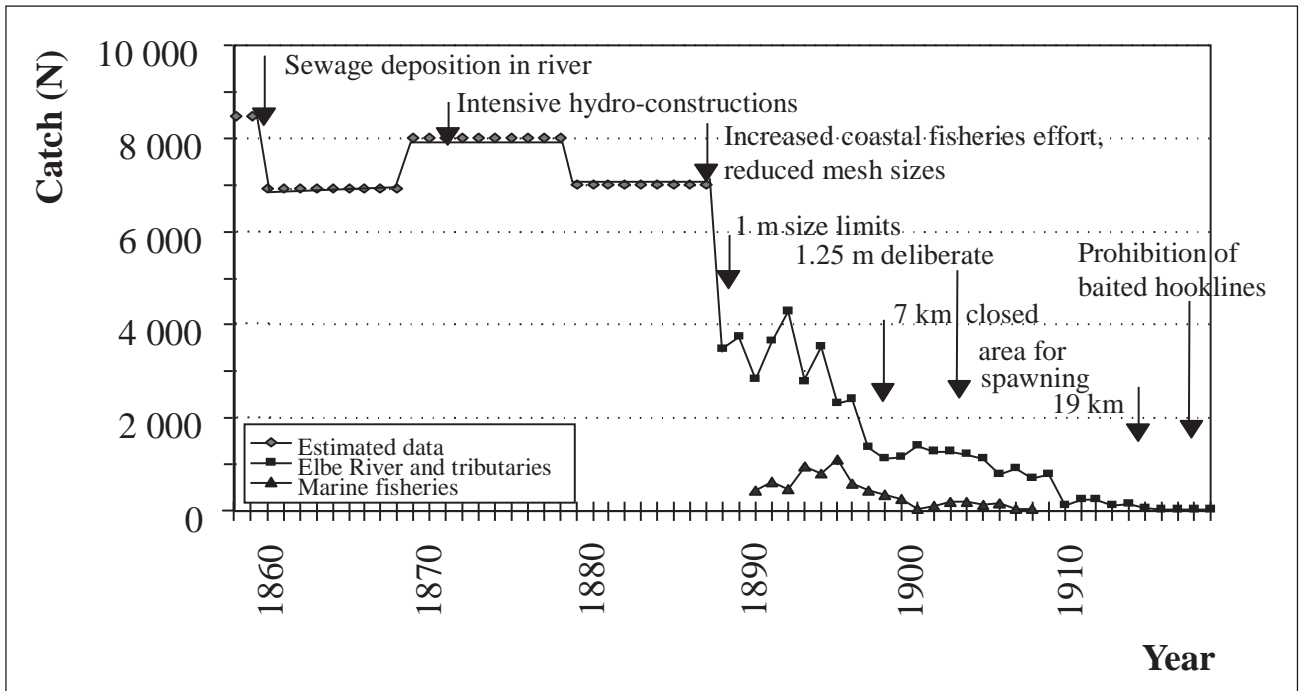 Catch (N)
10 000
8 000
6 000
4 000
2 000
0
Sewage deposition in river
Intensive hydro-constructions
Increased coastal fisheries effort,
reduced mesh sizes
1 m size limits
1.25 m deliberate
7 km closed
area for
spawning
19 km
Prohibition of
baited hooklines
Estimated data
Elbe River and tributaries
Marine fisheries
1860
1870
1880
1890
1900
1910
Year